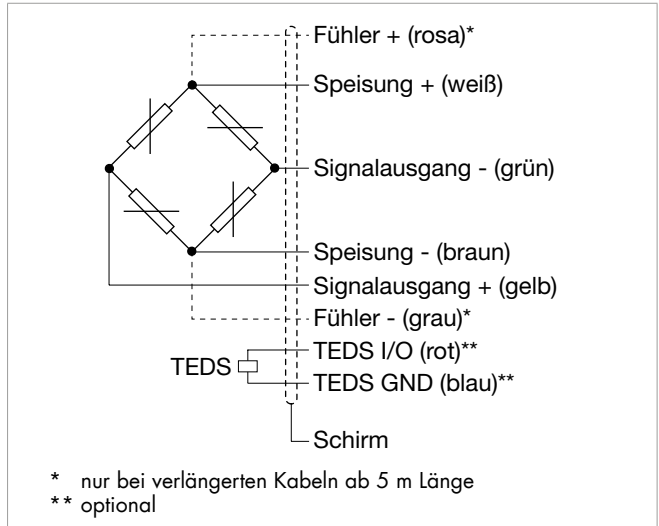 Fühler + (rosa)*
Speisung + (weiß)
Signalausgang - (grün)
Speisung - (braun)
Signalausgang + (gelb)
Fühler - (grau)*
TEDS I/O (rot)**
TEDS
TEDS GND (blau)**
Schirm
* nur bei verlängerten Kabeln ab 5 m Länge
** optional